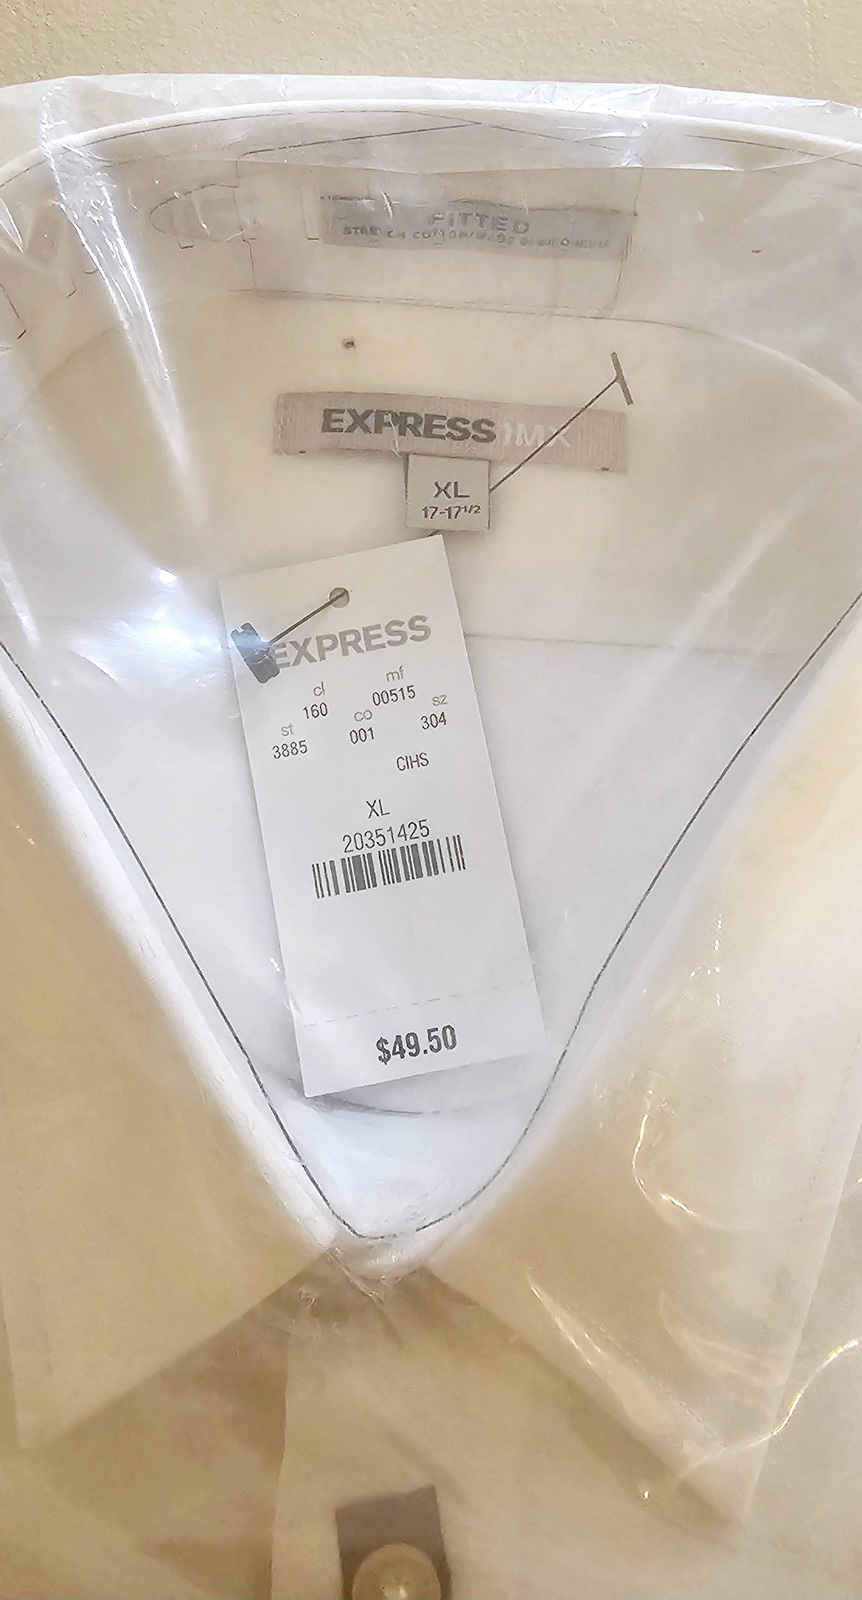 FITTED
EXPRESS 1MX
XL
17-17 1/2
EXPRESS
cl mf
160 00515
st co sz
3885 001 304
CIHS
XL
20351425
$49.50